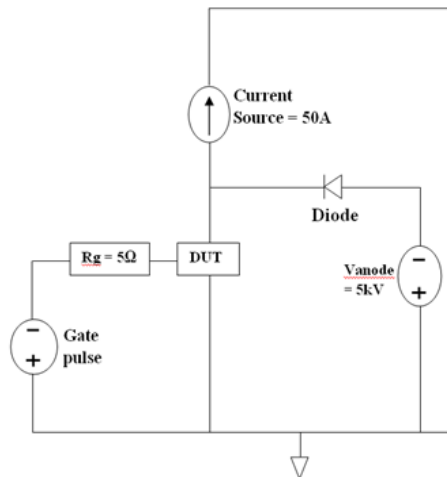 Current
Source = 50A
Diode
Rg = 5Ω
DUT
Vanode
= 5kV
Gate
pulse